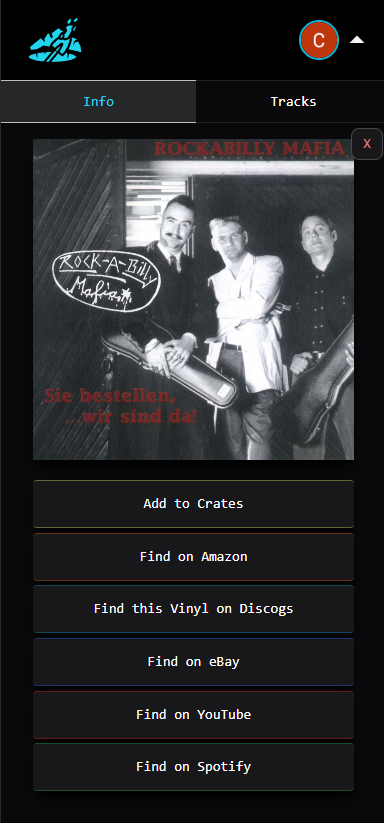 C
Info
Tracks
X
ROCKABILLY MAFIA
ROCK-A-BILLY
Mafia
Sie bestellen,
...wir sind da!
Add to Crates
Find on Amazon
Find this Vinyl on Discogs
Find on eBay
Find on YouTube
Find on Spotify